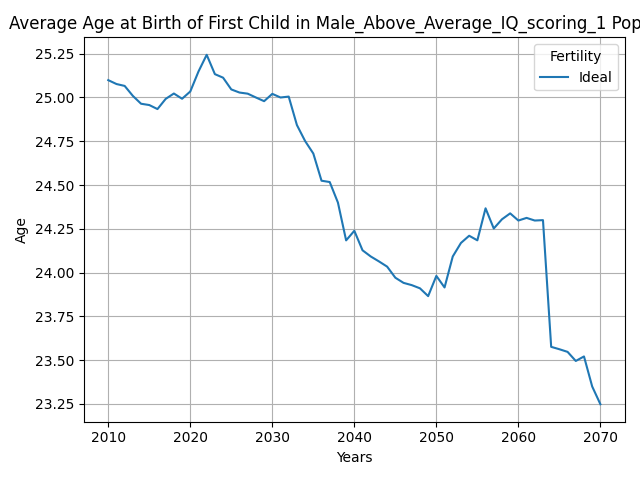 Average Age at Birth of First Child in Male_Above_Average_IQ_scoring_1 Pop
Fertility
Ideal
25.25
25.00
24.75
24.50
24.25
24.00
23.75
23.50
23.25
Age
2010 2020 2030 2040 2050 2060 2070
Years